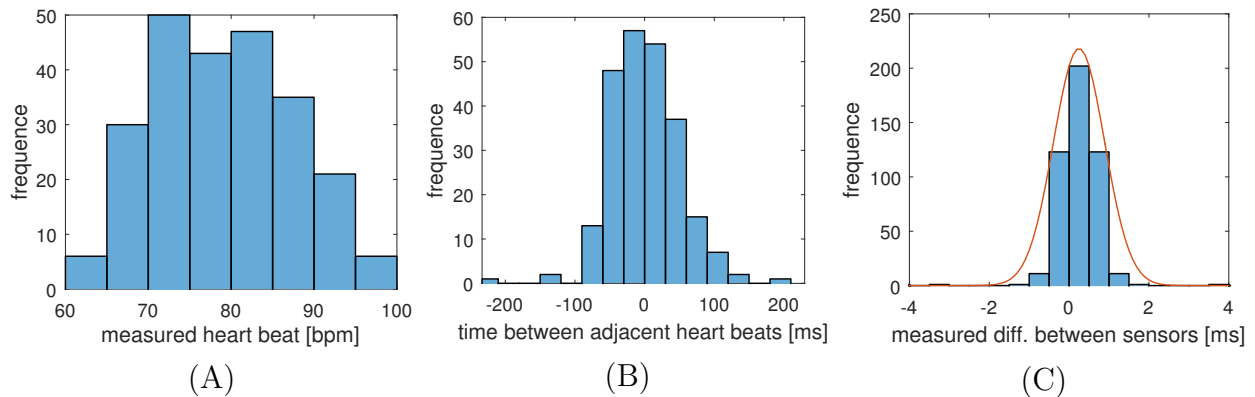 50
40
30
20
10
0
frequence
60 70 80 90 100
measured heart beat [bpm]
(A)
60
50
40
30
20
10
0
frequence
-200 -100 0 100 200
time between adjacent heart beats [ms]
(B)
250
200
150
100
50
0
frequence
-4 -2 0 2 4
measured diff. between sensors [ms]
(C)